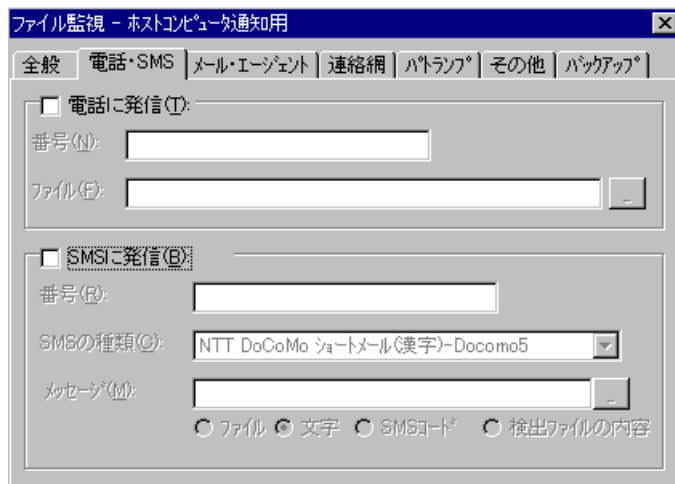 ファイル監視 - ホストコンピュータ通知用
全般 電話・SMS メール・エージェント 連絡網 パトランプ その他 バックアップ
電話に発信(T):
番号(N):
ファイル(F):
SMSに発信(B):
番号(R):
SMSの種類(C): NTT DoCoMo ショートメール(漢字)-Docomo5
メッセージ(M):
ファイル 文字 SMSコード 検出ファイルの内容